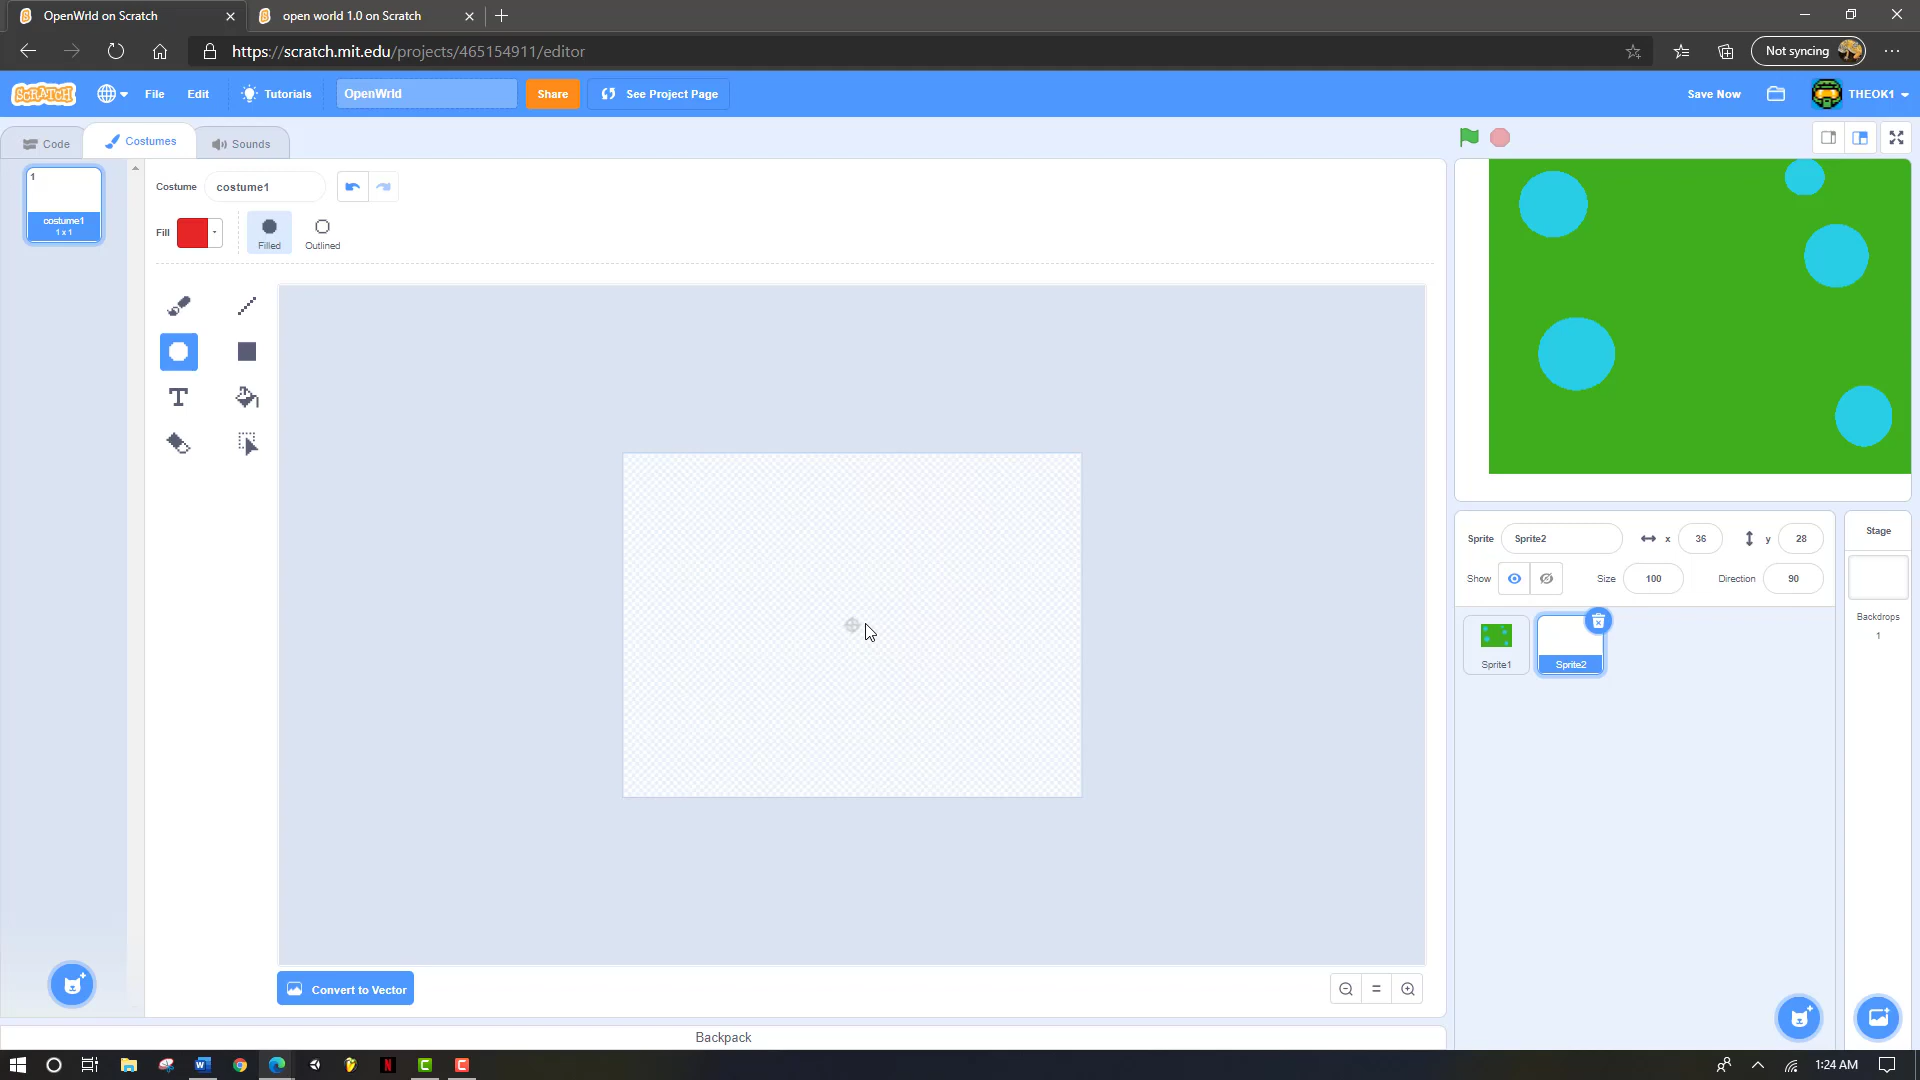 OpenWrld on Scratch
open world 1.0 on Scratch
https://scratch.mit.edu/projects/465154911/editor
Not syncing
SCRATCH
File
Edit
Tutorials
OpenWrld
Share
See Project Page
Save Now
THEOK1
Code
Costumes
Sounds
1
costume1
1 x 1
Costume
costume1
Fill
Filled
Outlined
T
Convert to Vector
Backpack
Sprite
Sprite2
x
36
y
28
Show
Size
100
Direction
90
Sprite1
Sprite2
Stage
Backdrops
1
1:24 AM